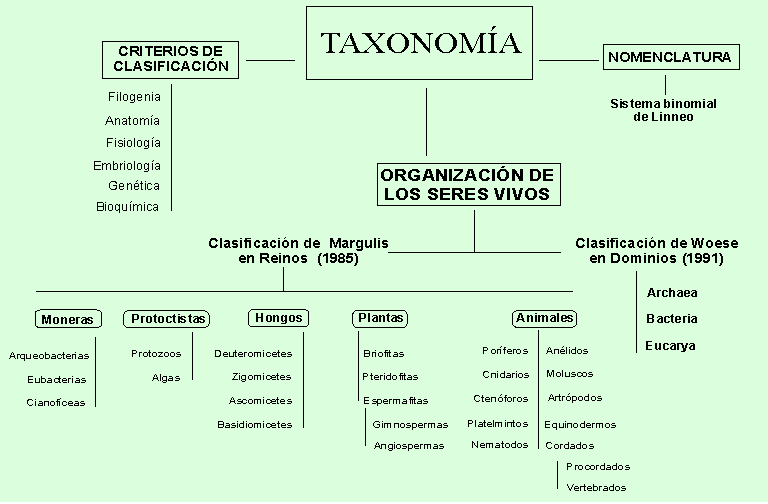 TAXONOMÍA
CRITERIOS DE
CLASIFICACIÓN
Filogenia
Anatomía
Fisiología
Embriología
Genética
Bioquímica
NOMENCLATURA
Sistema binomial
de Linneo
ORGANIZACIÓN DE
LOS SERES VIVOS
Clasificación de Margulis
en Reinos (1985)
Clasificación de Woese
en Dominios (1991)
Archaea
Bacteria
Eucarya
Moneras
Arqueobacterias
Eubacterias
Cianofíceas
Protoctistas
Protozoos
Algas
Hongos
Deuteromicetes
Zigomicetes
Ascomicetes
Basidiomicetes
Plantas
Briofitas
Pteridofitas
Espermafitas
Gimnospermas
Angiospermas
Animales
Poríferos
Cnidarios
Ctenóforos
Platelmintos
Nematodos
Anélidos
Moluscos
Artrópodos
Equinodermos
Cordados
Procordados
Vertebrados